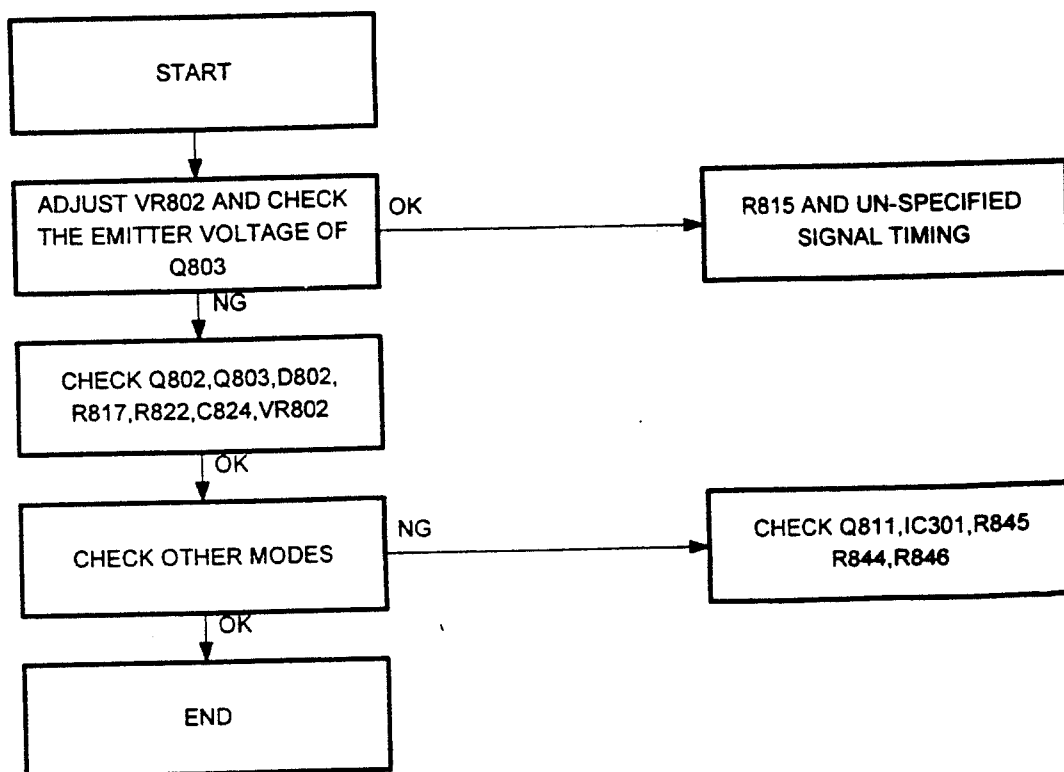 START
ADJUST VR802 AND CHECK
THE EMITTER VOLTAGE OF
Q803
OK
R815 AND UN-SPECIFIED
SIGNAL TIMING
NG
CHECK Q802,Q803,D802,
R817,R822,C824,VR802
OK
CHECK OTHER MODES
NG
CHECK Q811,IC301,R845
R844,R846
OK
END